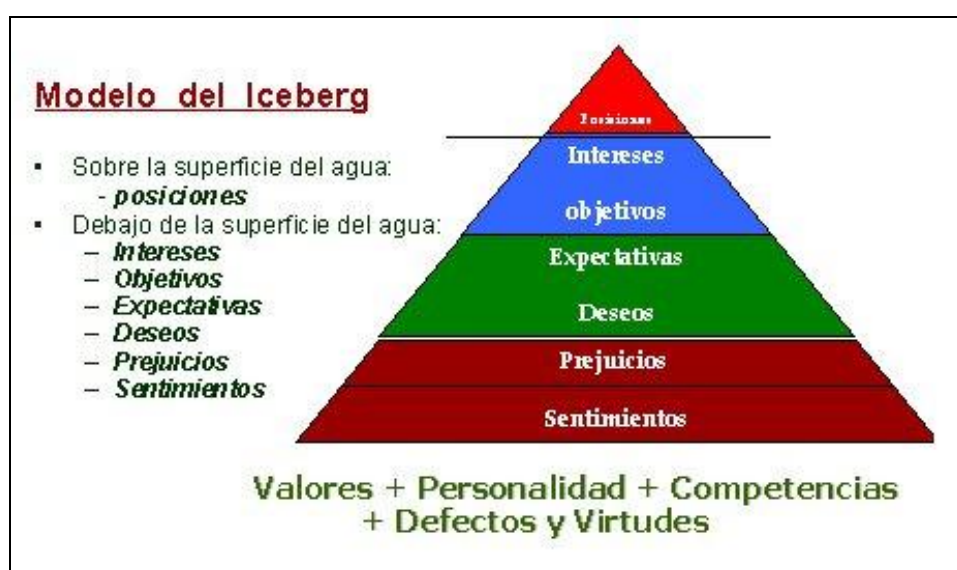 Modelo del Iceberg
▪ Sobre la superficie del agua:
- posiciones
▪ Debajo de la superficie del agua:
– Intereses
– Objetivos
– Expectativas
– Deseos
– Prejuicios
– Sentimientos
Posiciones
Intereses
objetivos
Expectativas
Deseos
Prejuicios
Sentimientos
Valores + Personalidad + Competencias
+ Defectos y Virtudes